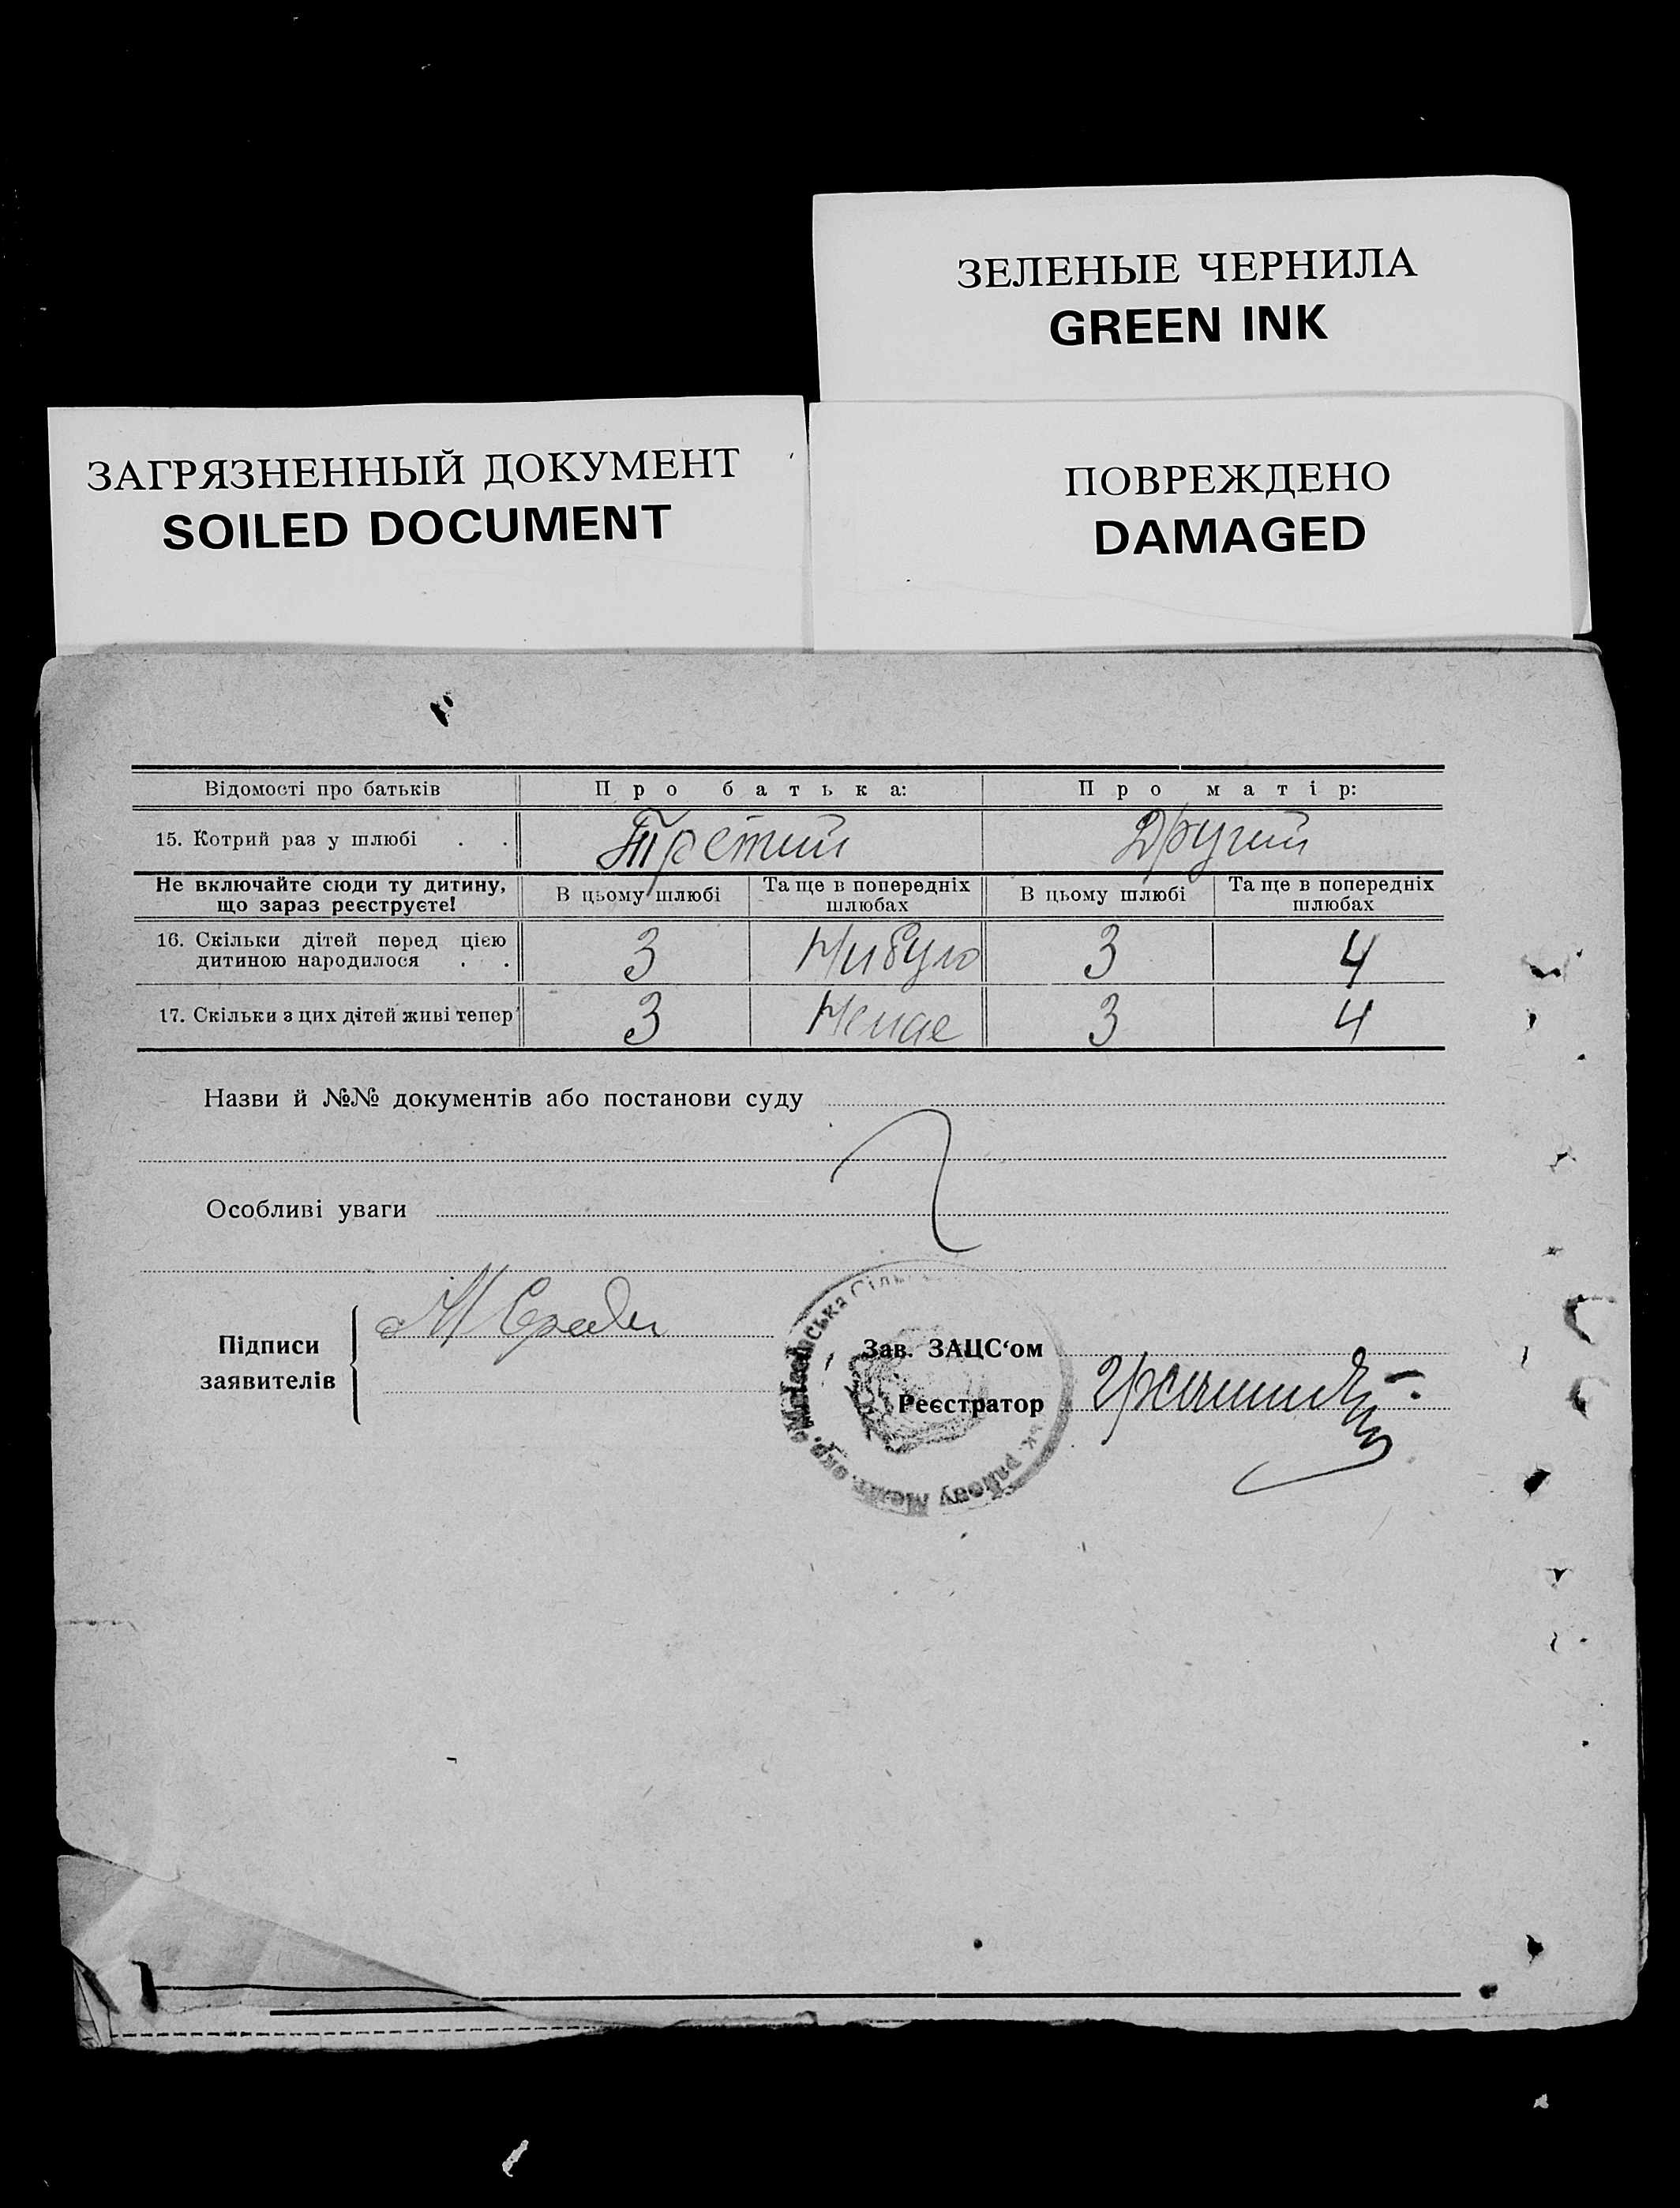 ЗЕЛЕНЫЕ ЧЕРНИЛА
GREEN INK
ЗАГРЯЗНЕННЫЙ ДОКУМЕНТ
SOILED DOCUMENT
ПОВРЕЖДЕНО
DAMAGED
Відомості про батьків Про батька: Про матір:
15. Котрий раз у шлюбі . . Третий Другий
Не включайте сюди ту дитину, що зараз реєструєте! В цьому шлюбі Та ще в попередніх шлюбах В цьому шлюбі Та ще в попередніх шлюбах
16. Скільки дітей перед цією
дитиною народилося . . 3 Нибуло 3 4
17. Скільки з цих дітей живі тепер 3 Немае 3 4
Назви й №№ документів або постанови суду
Особливі уваги
Підписи
заявителів
Зав. ЗАЦС'ом
Реєстратор
району